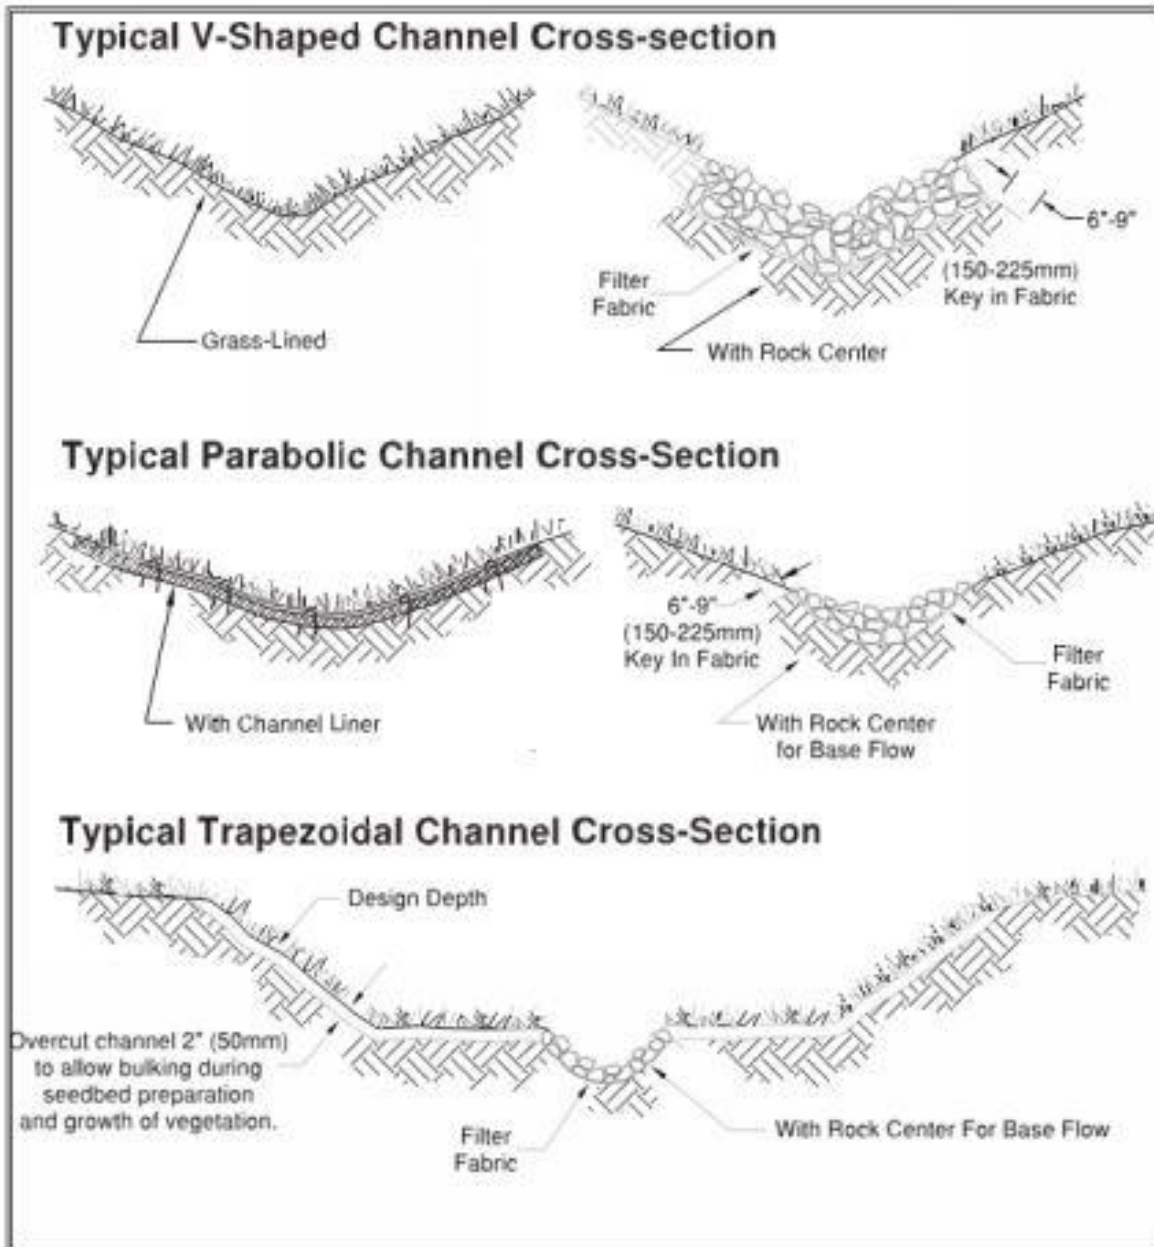 Typical V-Shaped Channel Cross-section
Grass-Lined
Filter
Fabric
With Rock Center
6"-9"
(150-225mm)
Key in Fabric
Typical Parabolic Channel Cross-Section
With Channel Liner
6"-9"
(150-225mm)
Key In Fabric
With Rock Center
for Base Flow
Filter
Fabric
Typical Trapezoidal Channel Cross-Section
Design Depth
Overcut channel 2" (50mm)
to allow bulking during
seedbed preparation
and growth of vegetation.
Filter
Fabric
With Rock Center For Base Flow